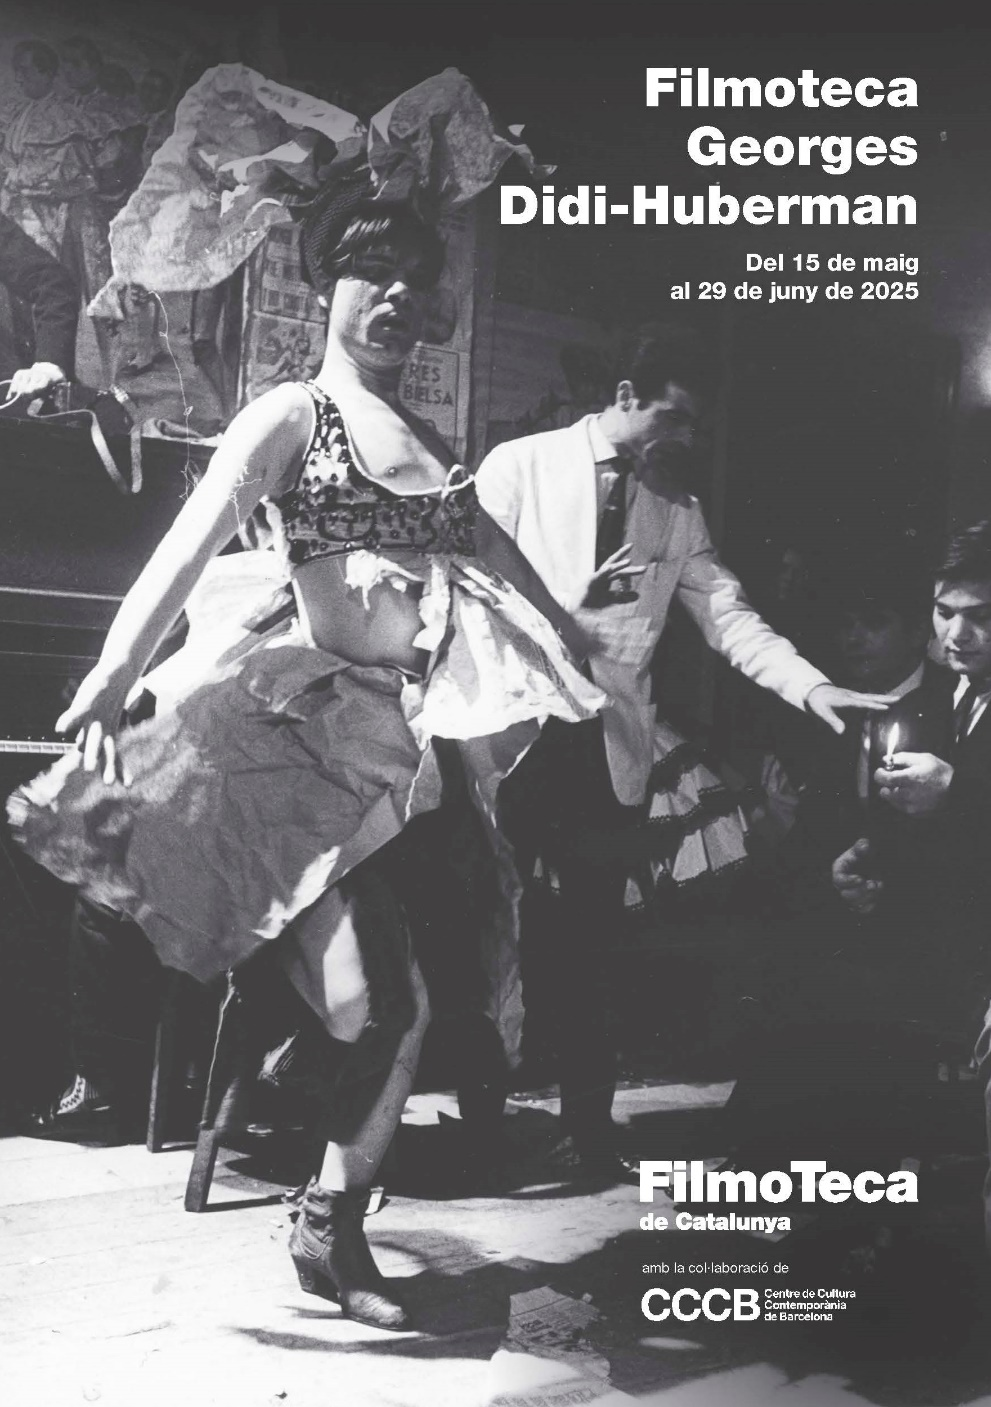 Filmoteca
Georges
Didi-Huberman
Del 15 de maig
al 29 de juny de 2025
RES
BIELSA
FilmoTeca
de Catalunya
amb la col·laboració de
CCCB
Centre de Cultura
Contemporània
de Barcelona